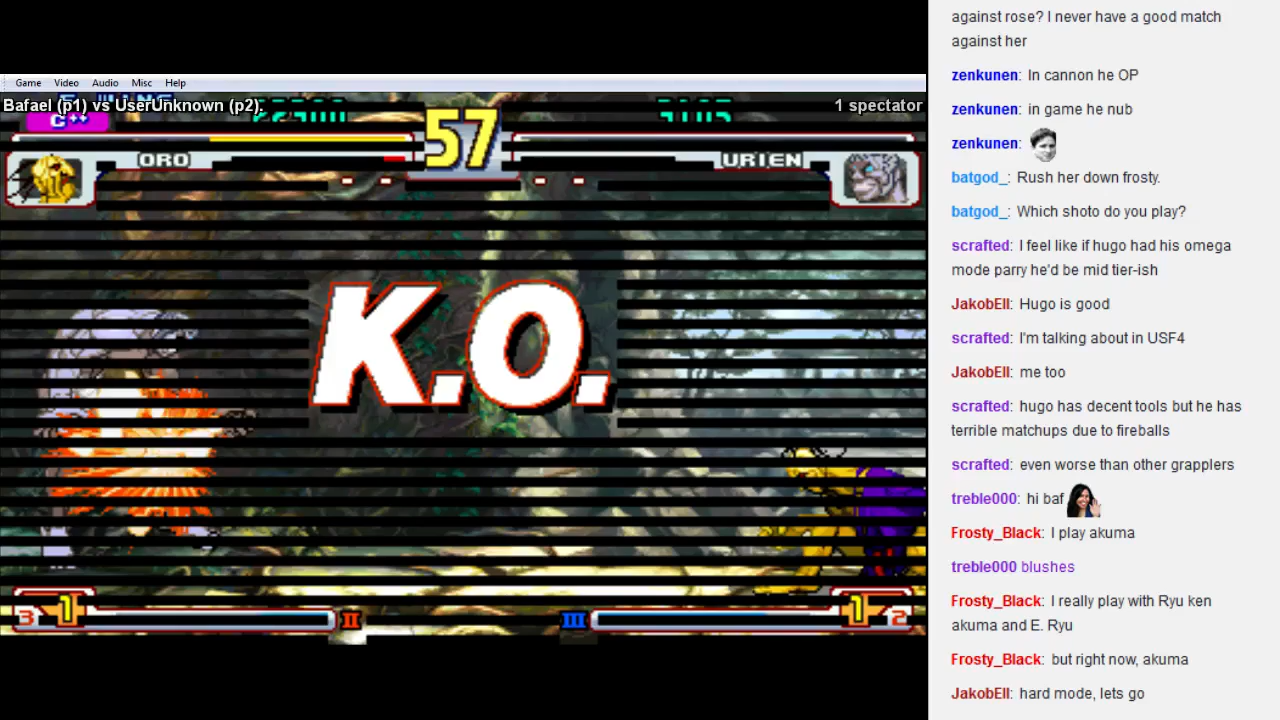 Game Video Audio Misc Help
Bafael (p1) vs UserUnknown (p2).
1 spectator
C++
57
ORO
URIEN
K.O.
3 1 II
III 1 2
against rose? I never have a good match
against her
zenkunen: In cannon he OP
zenkunen: in game he nub
zenkunen:
batgod_: Rush her down frosty.
batgod_: Which shoto do you play?
scrafted: I feel like if hugo had his omega
mode parry he'd be mid tier-ish
JakobEll: Hugo is good
scrafted: I'm talking about in USF4
JakobEll: me too
scrafted: hugo has decent tools but he has
terrible matchups due to fireballs
scrafted: even worse than other grapplers
treble000: hi baf
Frosty_Black: I play akuma
treble000 blushes
Frosty_Black: I really play with Ryu ken
akuma and E. Ryu
Frosty_Black: but right now, akuma
JakobEll: hard mode, lets go